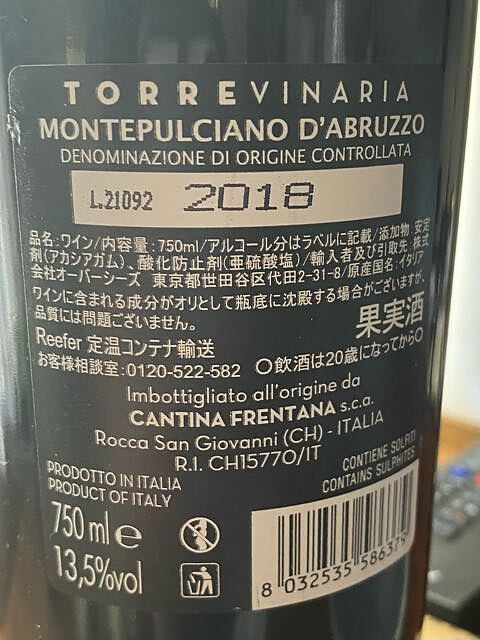 TORREVINARIA
MONTEPULCIANO D'ABRUZZO
DENOMINAZIONE DI ORIGINE CONTROLLATA
L.21092 2018
品名:ワイン/内容量:750ml/アルコール分はラベルに記載/添加物:安定
剤(アカシアガム)、酸化防止剤(亜硫酸塩)/輸入者及び引取先:株式
会社オーバーシーズ 東京都世田谷区代田2-31-8/原産国名:イタリア
ワインに含まれる成分がオリとして瓶底に沈殿する場合がございますが、
品質には問題ございません。
果実酒
Reefer 定温コンテナ輸送
お客様相談室:0120-522-582 〇飲酒は20歳になってから〇
Imbottigliato all'origine da
CANTINA FRENTANA s.c.a.
Rocca San Giovanni (CH) - ITALIA
R.I. CH15770/IT
CONTIENE SOLFITI
CONTAINS SULPHITES
PRODOTTO IN ITALIA
PRODUCT OF ITALY
750 ml e
13,5%vol
8 032535 586379